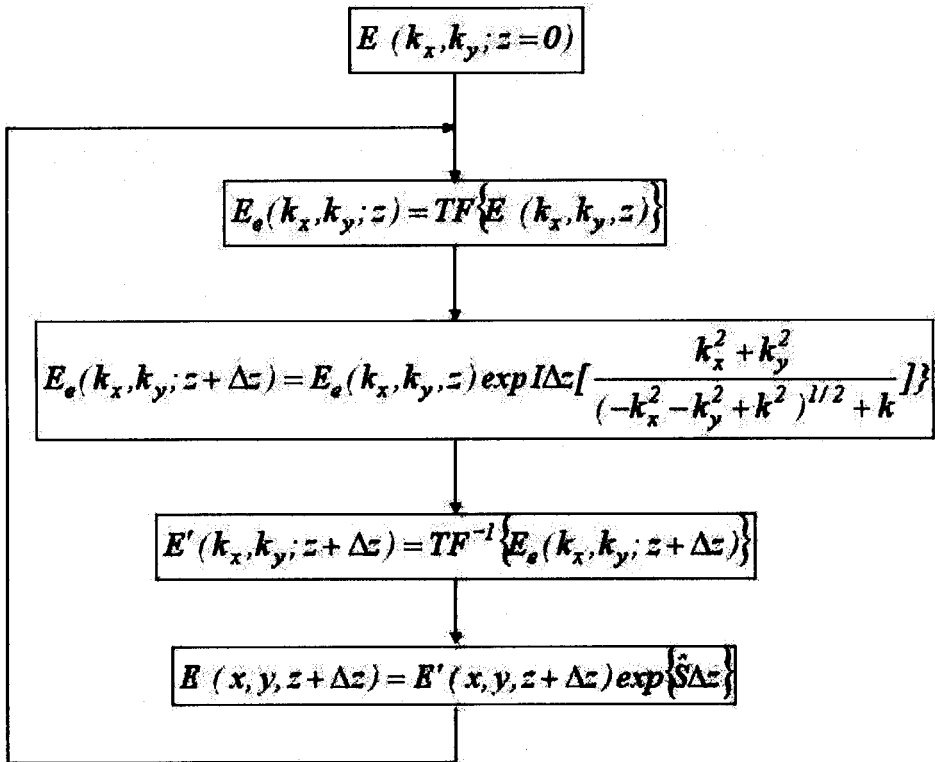 E (k_x,k_y;z=0)
E_e(k_x,k_y;z)=TF{E (k_x,k_y,z)}
E_e(k_x,k_y;z+Δz)=E_e(k_x,k_y,z)expIΔz[\frac{k_x^2+k_y^2}{(-k_x^2-k_y^2+k^2)^{1/2}+k}]}
E'(k_x,k_y;z+Δz)=TF^{-1}{E_e(k_x,k_y;z+Δz)}
E (x,y,z+Δz)=E'(x,y,z+Δz)exp{ŜΔz}